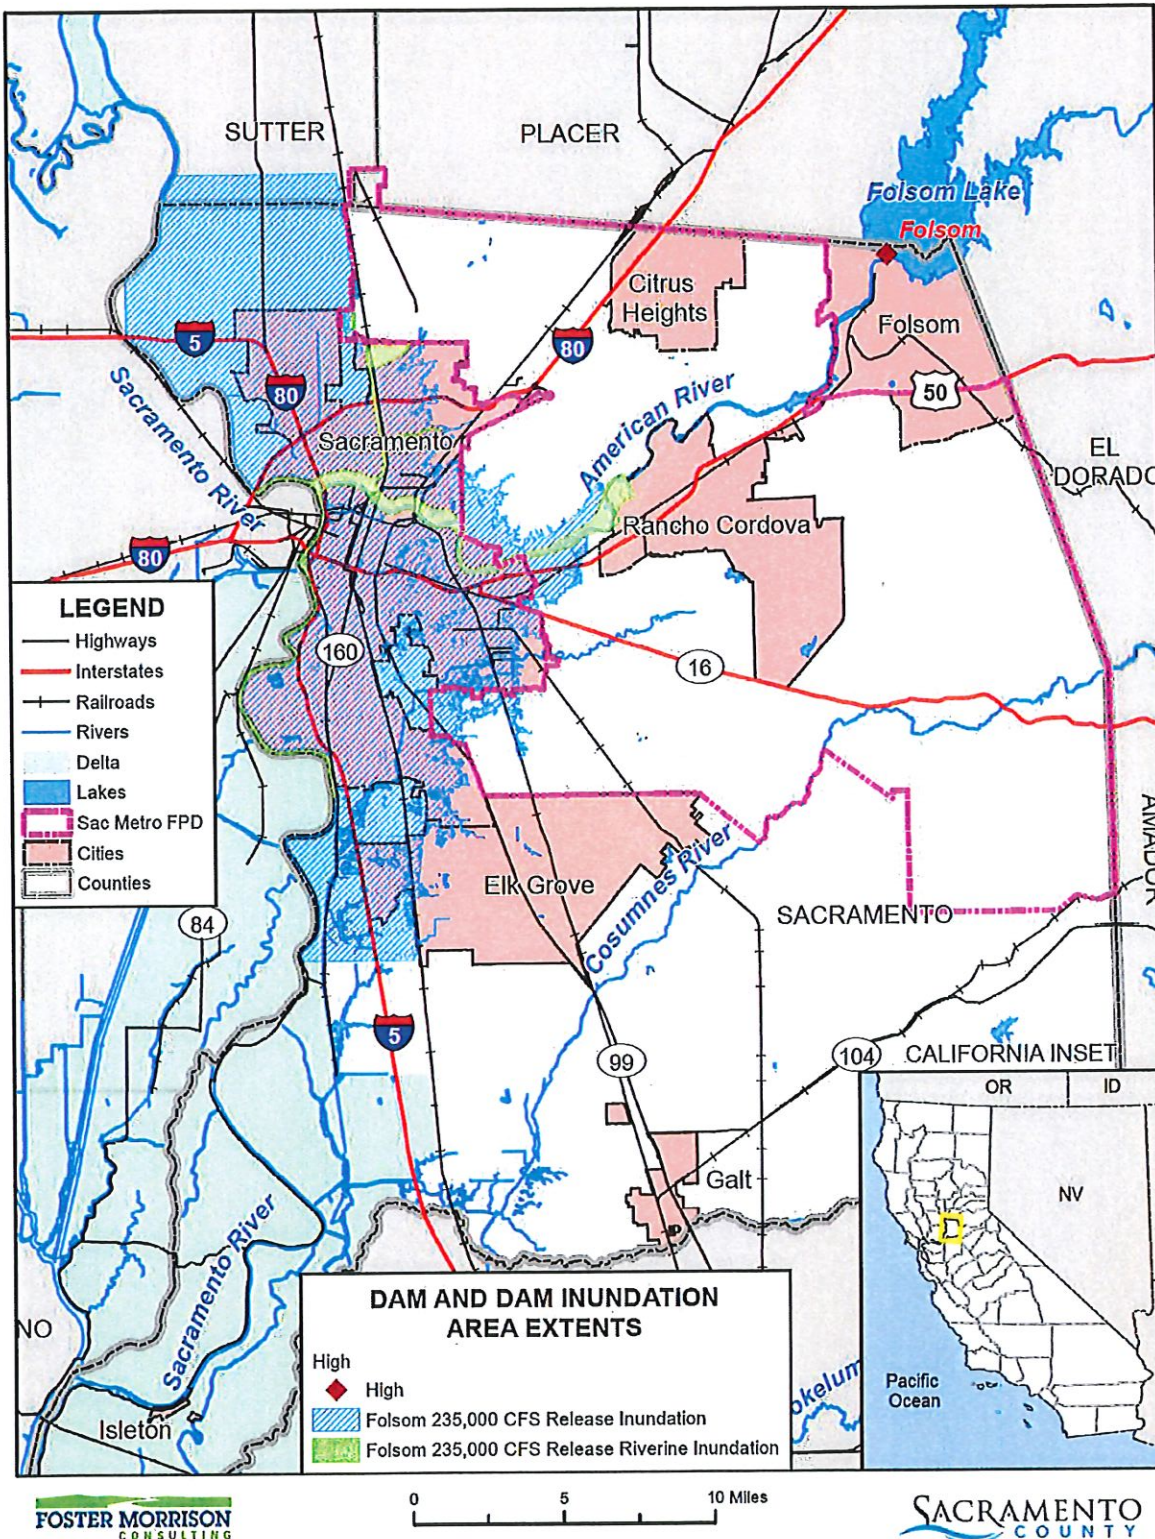 SUTTER
PLACER
Folsom Lake
Folsom
Citrus
Heights
Folsom
5
80
80
50
Sacramento River
Sacramento
American River
EL
DORADO
Rancho Cordova
80
160
16
LEGEND
Highways
Interstates
Railroads
Rivers
Delta
Lakes
Sac Metro FPD
Cities
Counties
AMADOR
Elk Grove
Cosumnes River
SACRAMENTO
84
5
99
104
CALIFORNIA INSET
OR
ID
NV
Pacific
Ocean
Galt
Sacramento River
NO
Isleton
okelum
DAM AND DAM INUNDATION
AREA EXTENTS
High
High
Folsom 235,000 CFS Release Inundation
Folsom 235,000 CFS Release Riverine Inundation
FOSTER MORRISON
CONSULTING
0
5
10 Miles
SACRAMENTO
COUNTY